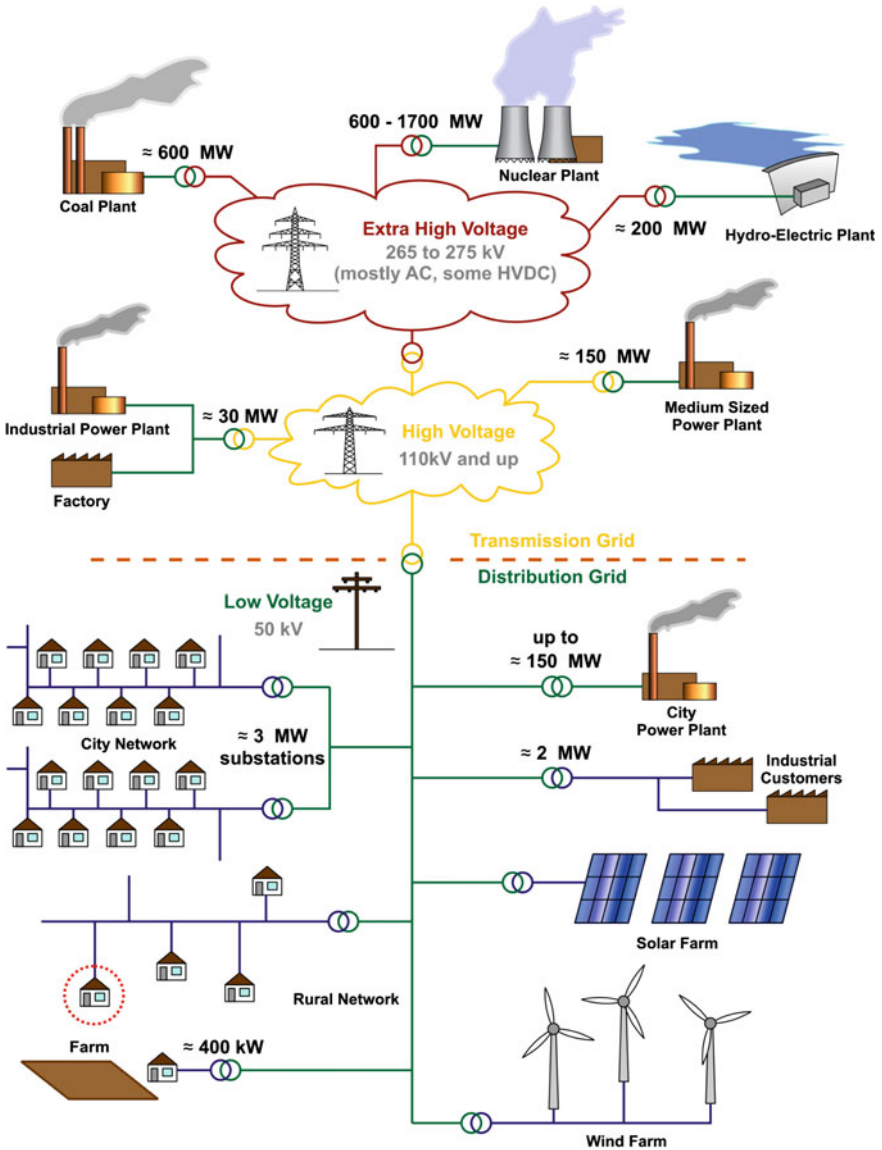 600 - 1700 MW
≈ 600 MW
Nuclear Plant
Coal Plant
Extra High Voltage
265 to 275 kV
(mostly AC, some HVDC)
≈ 200 MW
Hydro-Electric Plant
≈ 150 MW
Medium Sized
Power Plant
≈ 30 MW
Industrial Power Plant
High Voltage
110kV and up
Factory
Transmission Grid
Distribution Grid
Low Voltage
50 kV
up to
≈ 150 MW
City
Power Plant
City Network
≈ 3 MW
substations
≈ 2 MW
Industrial
Customers
Solar Farm
Rural Network
Farm
≈ 400 kW
Wind Farm